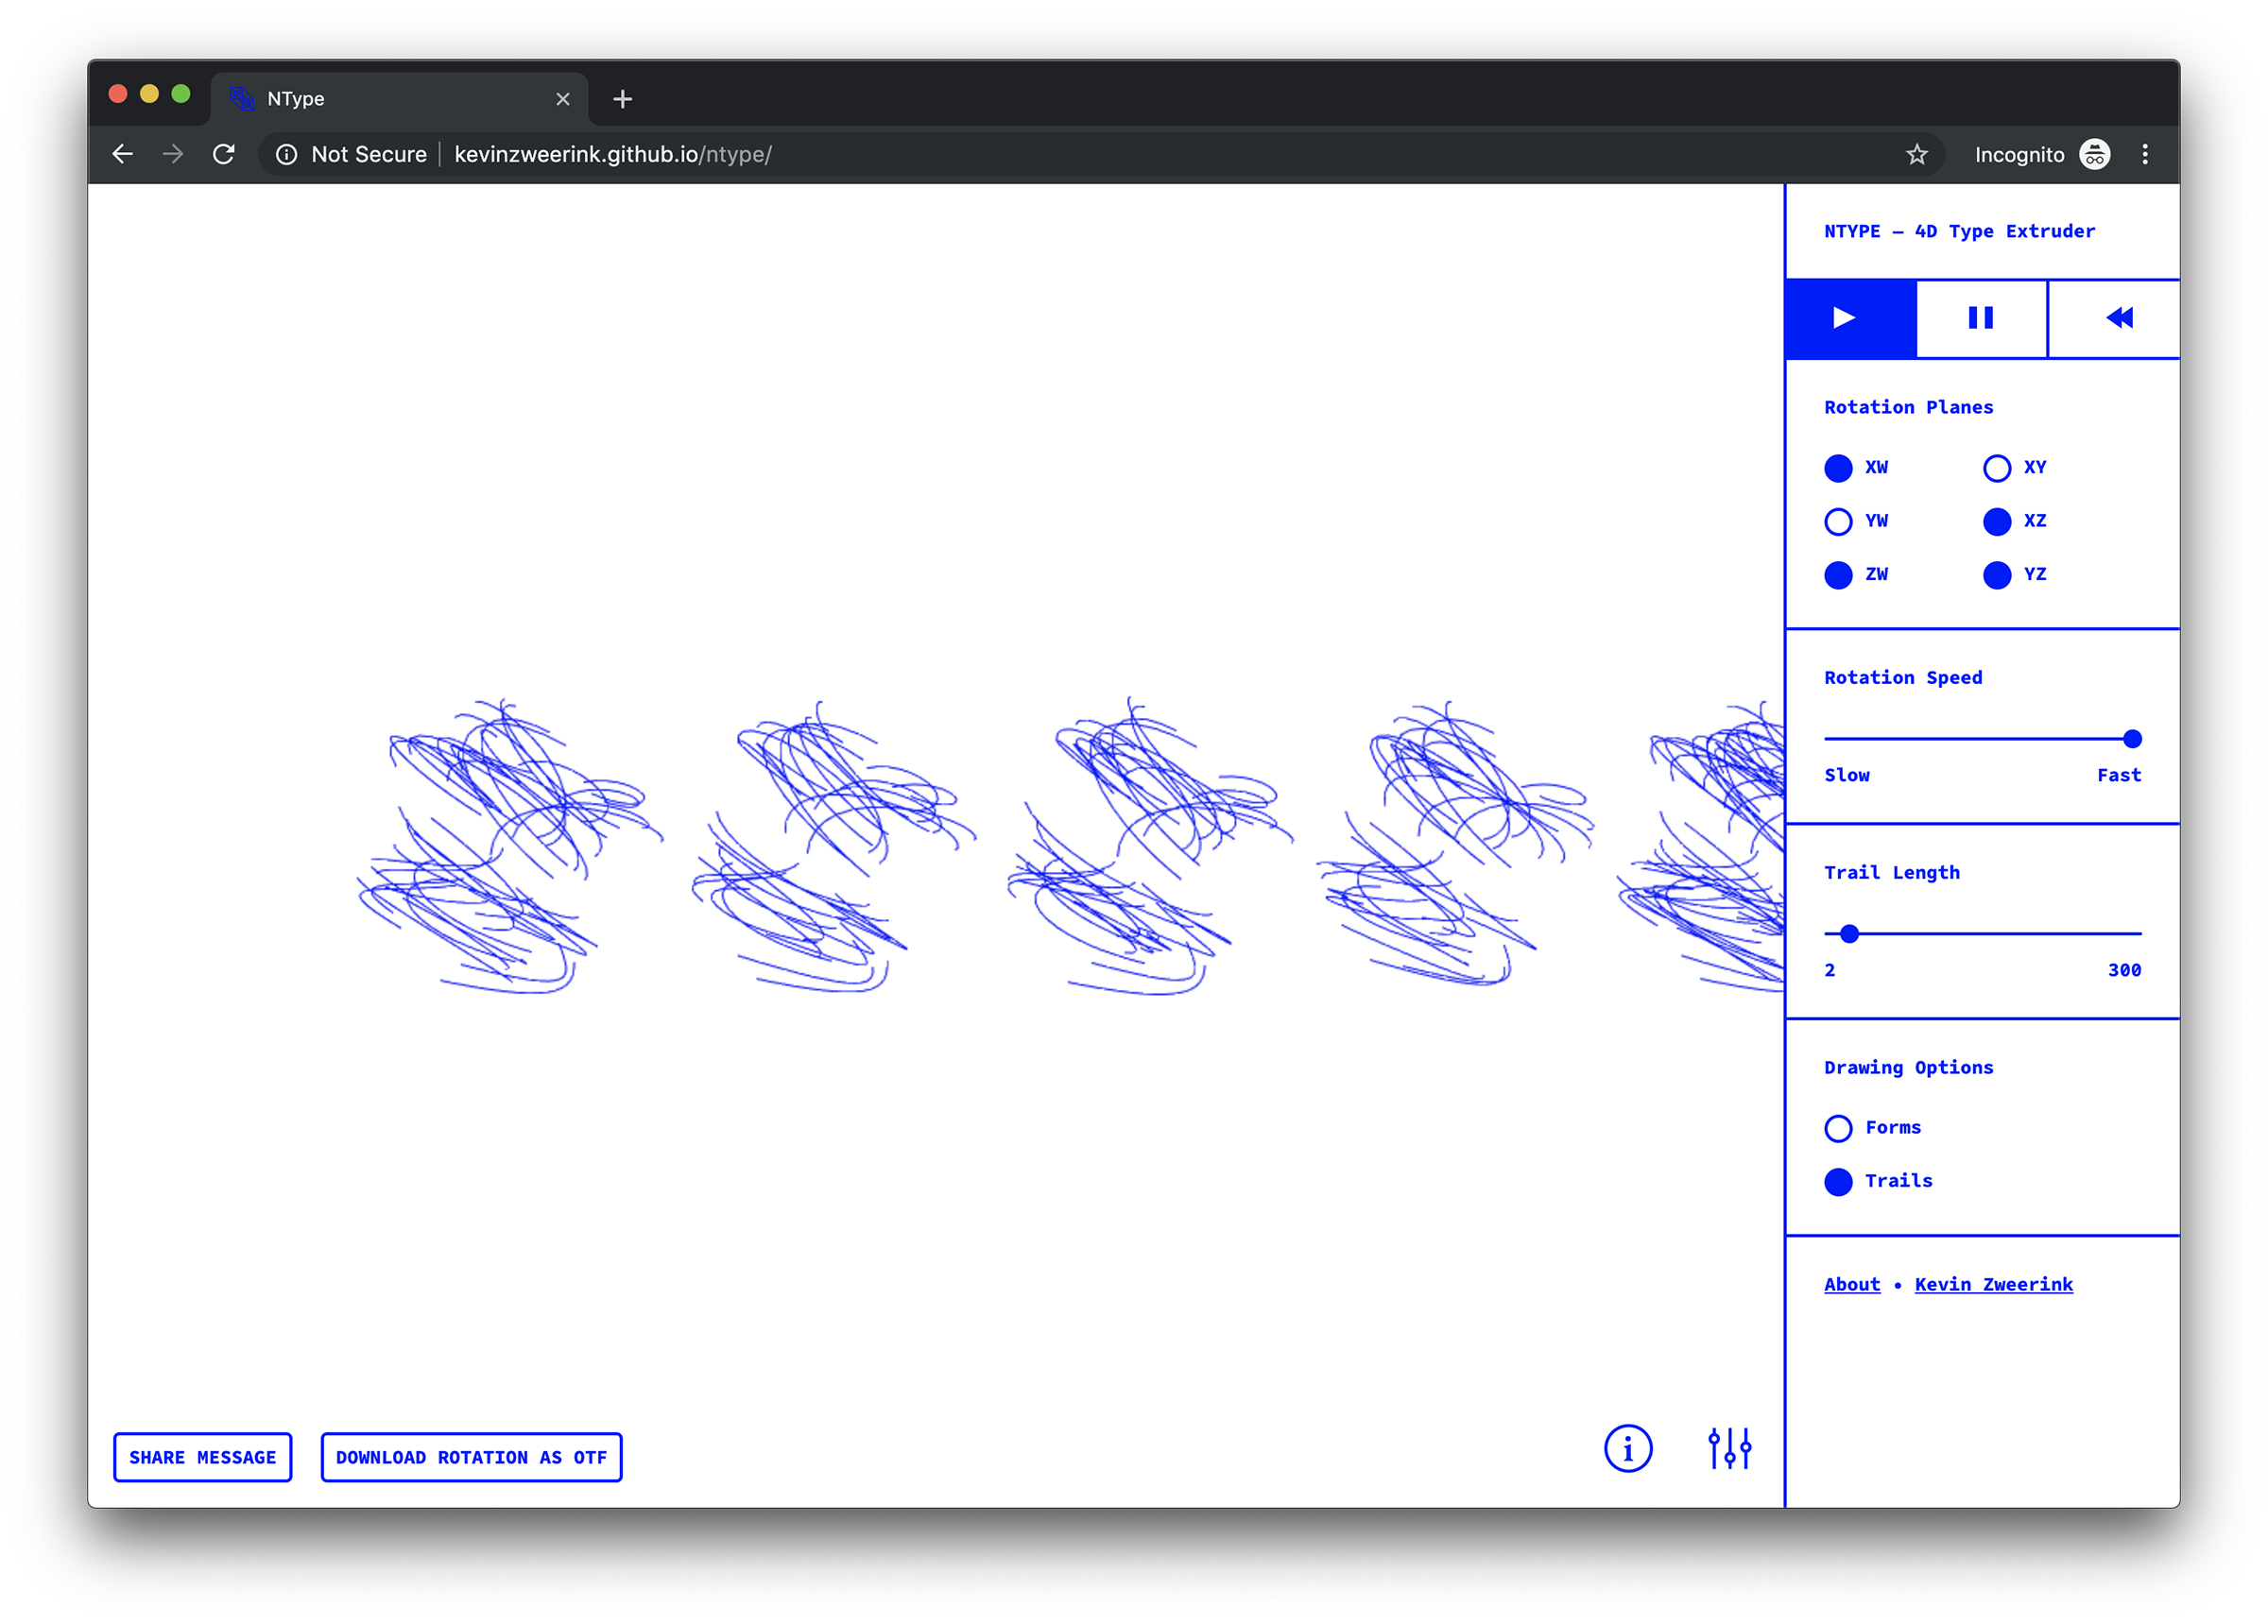 NType
Not Secure kevinzweerink.github.io/ntype/ Incognito
NTYPE — 4D Type Extruder
Rotation Planes
XW XY
YW XZ
ZW YZ
Rotation Speed
Slow Fast
Trail Length
2 300
Drawing Options
Forms
Trails
About • Kevin Zweerink
SHARE MESSAGE DOWNLOAD ROTATION AS OTF